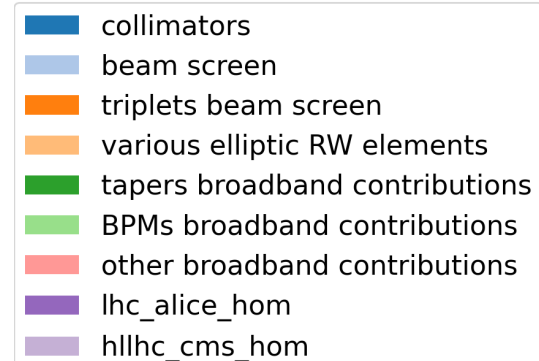 collimators
beam screen
triplets beam screen
various elliptic RW elements
tapers broadband contributions
BPMs broadband contributions
other broadband contributions
lhc_alice_hom
hllhc_cms_hom